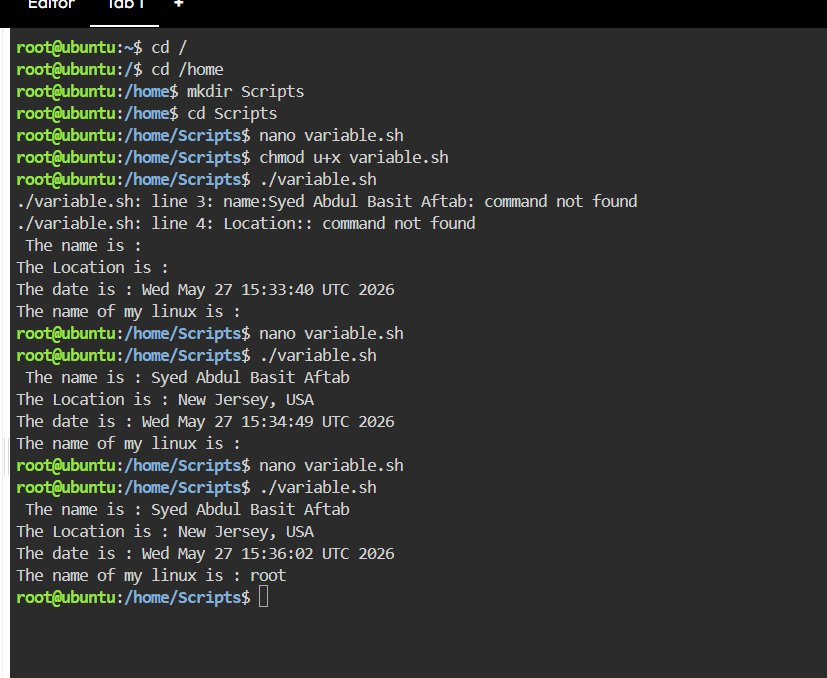 Editor Tab 1 +
root@ubuntu:~$ cd /
root@ubuntu:/$ cd /home
root@ubuntu:/home$ mkdir Scripts
root@ubuntu:/home$ cd Scripts
root@ubuntu:/home/Scripts$ nano variable.sh
root@ubuntu:/home/Scripts$ chmod u+x variable.sh
root@ubuntu:/home/Scripts$ ./variable.sh
./variable.sh: line 3: name:Syed Abdul Basit Aftab: command not found
./variable.sh: line 4: Location:: command not found
 The name is :
The Location is :
The date is : Wed May 27 15:33:40 UTC 2026
The name of my linux is :
root@ubuntu:/home/Scripts$ nano variable.sh
root@ubuntu:/home/Scripts$ ./variable.sh
 The name is : Syed Abdul Basit Aftab
The Location is : New Jersey, USA
The date is : Wed May 27 15:34:49 UTC 2026
The name of my linux is :
root@ubuntu:/home/Scripts$ nano variable.sh
root@ubuntu:/home/Scripts$ ./variable.sh
 The name is : Syed Abdul Basit Aftab
The Location is : New Jersey, USA
The date is : Wed May 27 15:36:02 UTC 2026
The name of my linux is : root
root@ubuntu:/home/Scripts$